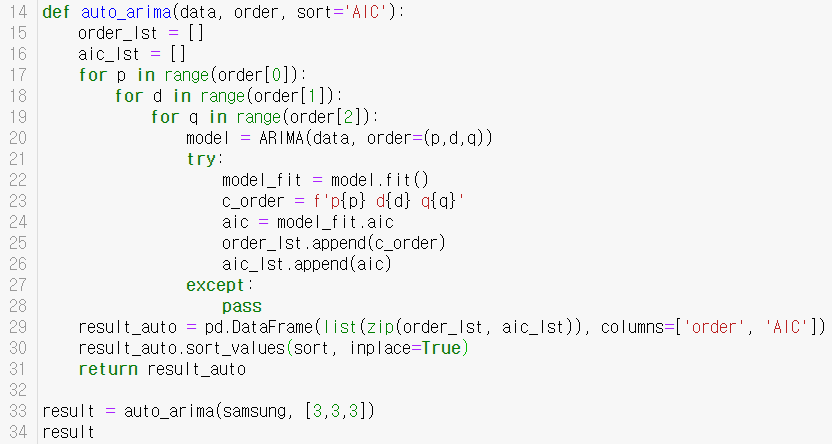 14 def auto_arima(data, order, sort='AIC'):
15     order_lst = []
16     aic_lst = []
17     for p in range(order[0]):
18         for d in range(order[1]):
19             for q in range(order[2]):
20                 model = ARIMA(data, order=(p,d,q))
21                 try:
22                     model_fit = model.fit()
23                     c_order = f'p{p} d{d} q{q}'
24                     aic = model_fit.aic
25                     order_lst.append(c_order)
26                     aic_lst.append(aic)
27                 except:
28                     pass
29     result_auto = pd.DataFrame(list(zip(order_lst, aic_lst)), columns=['order', 'AIC'])
30     result_auto.sort_values(sort, inplace=True)
31     return result_auto
32
33 result = auto_arima(samsung, [3,3,3])
34 result